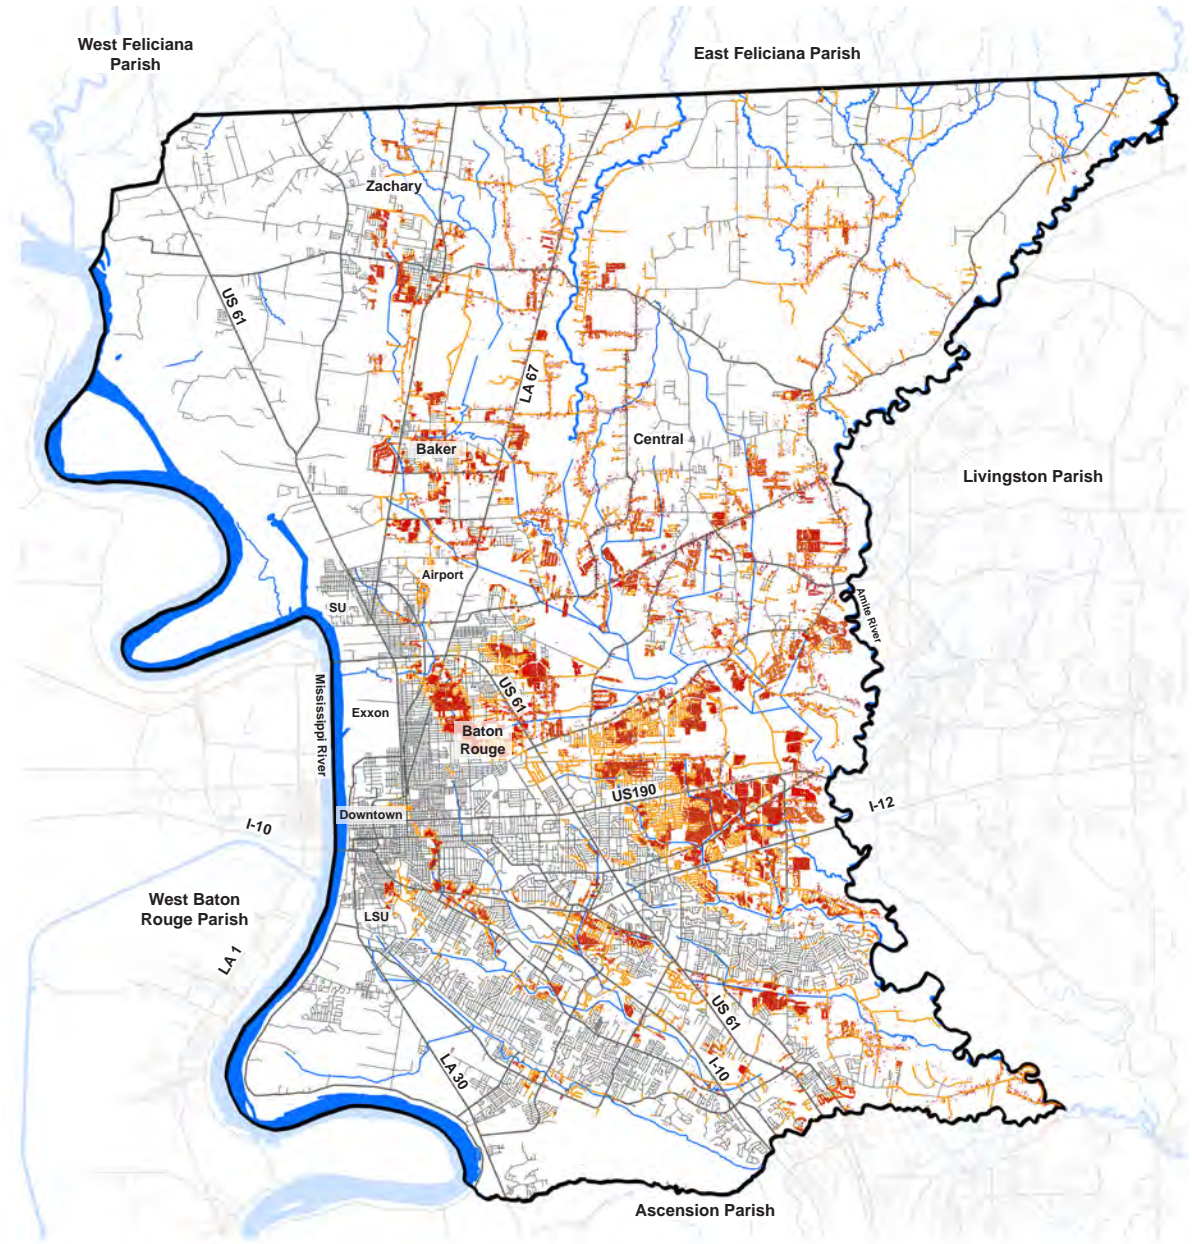 West Feliciana
Parish
East Feliciana Parish
Zachary
US 61
LA 67
Baker
Central
Livingston Parish
Airport
SU
Amite River
Mississippi River
Exxon
US 61
Baton
Rouge
US190
I-12
Downtown
I-10
West Baton
Rouge Parish
LSU
LA 1
US 61
I-10
LA 30
Ascension Parish